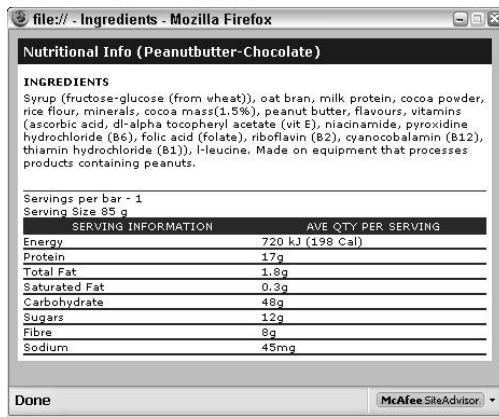 file:// - Ingredients - Mozilla Firefox
Nutritional Info (Peanutbutter-Chocolate)
INGREDIENTS
Syrup (fructose-glucose (from wheat)), oat bran, milk protein, cocoa powder,
rice flour, minerals, cocoa mass(1.5%), peanut butter, flavours, vitamins
(ascorbic acid, dl-alpha tocopheryl acetate (vit E), niacinamide, pyroxidine
hydrochloride (B6), folic acid (folate), riboflavin (B2), cyanocobalamin (B12),
thiamin hydrochloride (B1)), l-leucine. Made on equipment that processes
products containing peanuts.
Servings per bar - 1
Serving Size 85 g
SERVING INFORMATION AVE QTY PER SERVING
Energy 720 kJ (198 Cal)
Protein 17g
Total Fat 1.8g
Saturated Fat 0.3g
Carbohydrate 48g
Sugars 12g
Fibre 8g
Sodium 45mg
Done McAfee SiteAdvisor